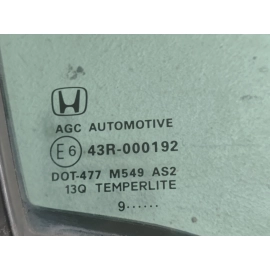 AGC AUTOMOTIVE
E6 43R-000192
DOT-477 M549 AS2
13Q TEMPERLITE
9······